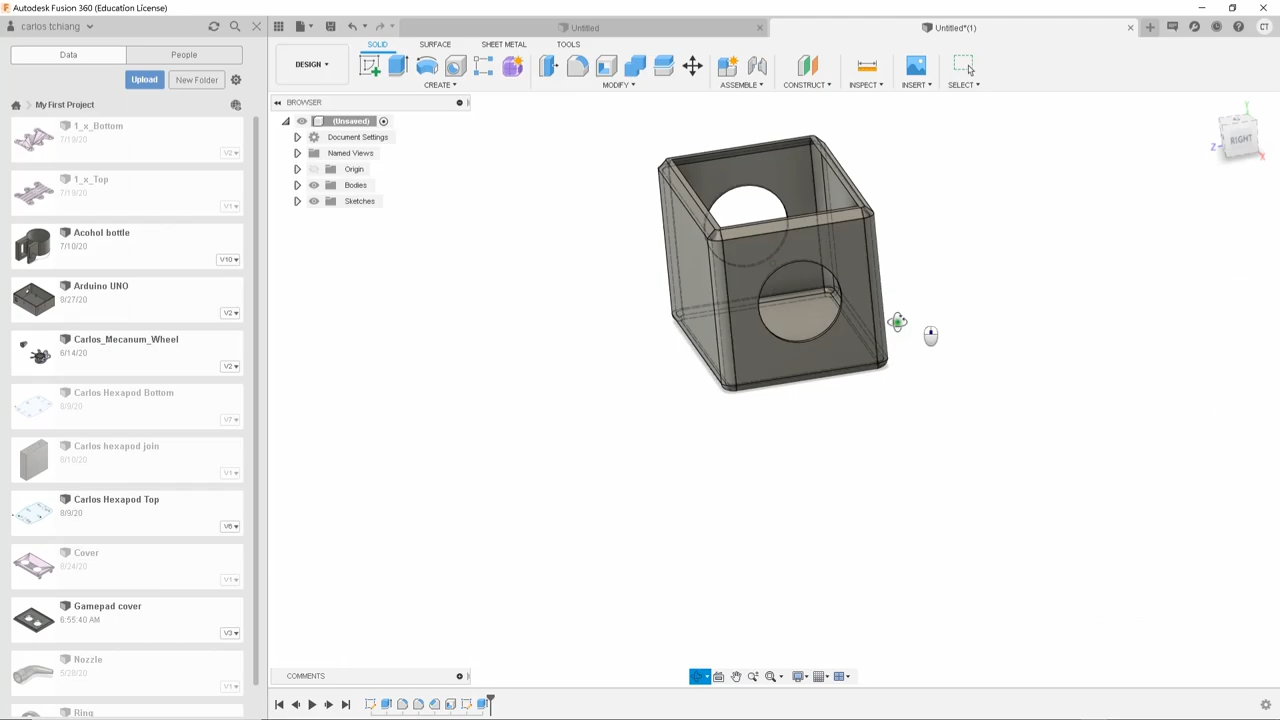 Autodesk Fusion 360 (Education License)
carlos tchiang
Untitled
Untitled*(1)
CT
Data
People
SOLID
SURFACE
SHEET METAL
TOOLS
DESIGN
CREATE
MODIFY
ASSEMBLE
CONSTRUCT
INSPECT
INSERT
SELECT
Upload
New Folder
My First Project
BROWSER
(Unsaved)
Document Settings
Named Views
Origin
Bodies
Sketches
1_x_Bottom
7/19/20
V2
1_x_Top
7/19/20
V1
Acohol bottle
7/10/20
V10
Arduino UNO
8/27/20
V2
Carlos_Mecanum_Wheel
6/14/20
V2
Carlos Hexapod Bottom
8/8/20
V7
Carlos hexapod join
8/10/20
V1
Carlos Hexapod Top
8/9/20
V6
Cover
8/24/20
V1
Gamepad cover
6:55:40 AM
V3
Nozzle
5/28/20
V1
Ring
RIGHT
Y
Z
X
COMMENTS